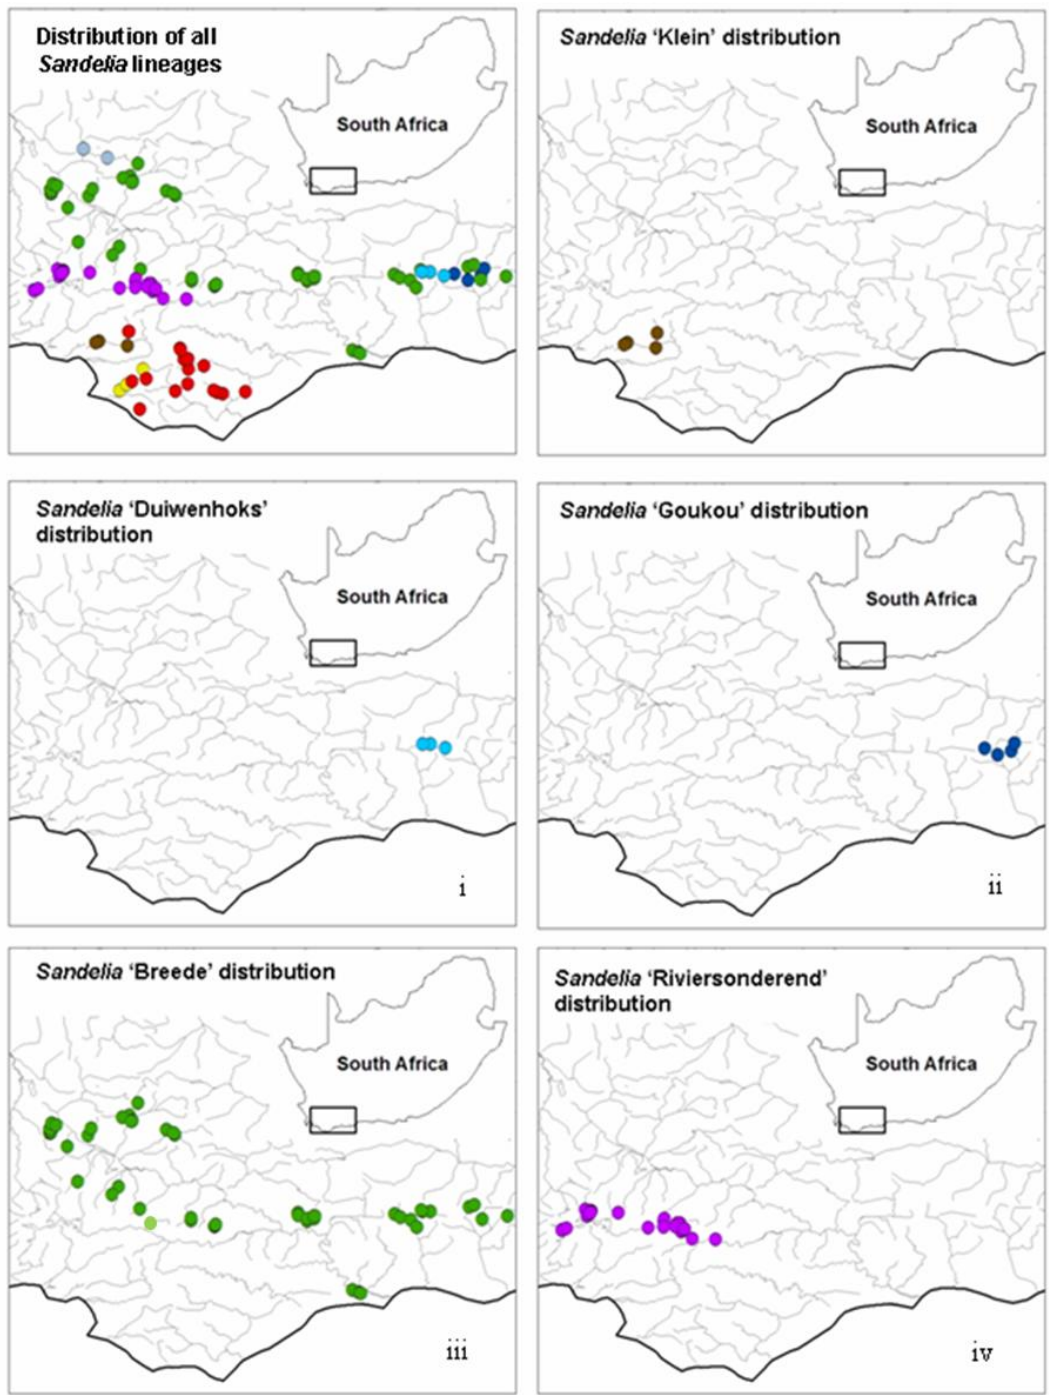 Distribution of all
Sandelia lineages
South Africa
Sandelia ‘Klein’ distribution
South Africa
Sandelia ‘Duiwenhoks’
distribution
South Africa
i
Sandelia ‘Goukou’ distribution
South Africa
ii
Sandelia ‘Breede’ distribution
South Africa
iii
Sandelia ‘Riviersonderend’
distribution
South Africa
iv